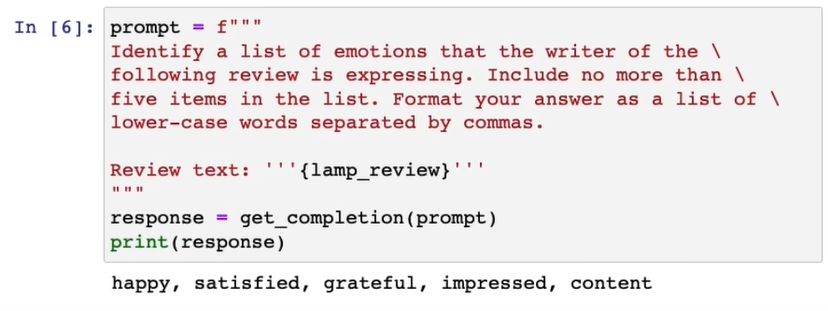 In [6]: prompt = f"""
Identify a list of emotions that the writer of the \
following review is expressing. Include no more than \
five items in the list. Format your answer as a list of \
lower-case words separated by commas.
Review text: '''{lamp_review}'''
"""
response = get_completion(prompt)
print(response)
happy, satisfied, grateful, impressed, content